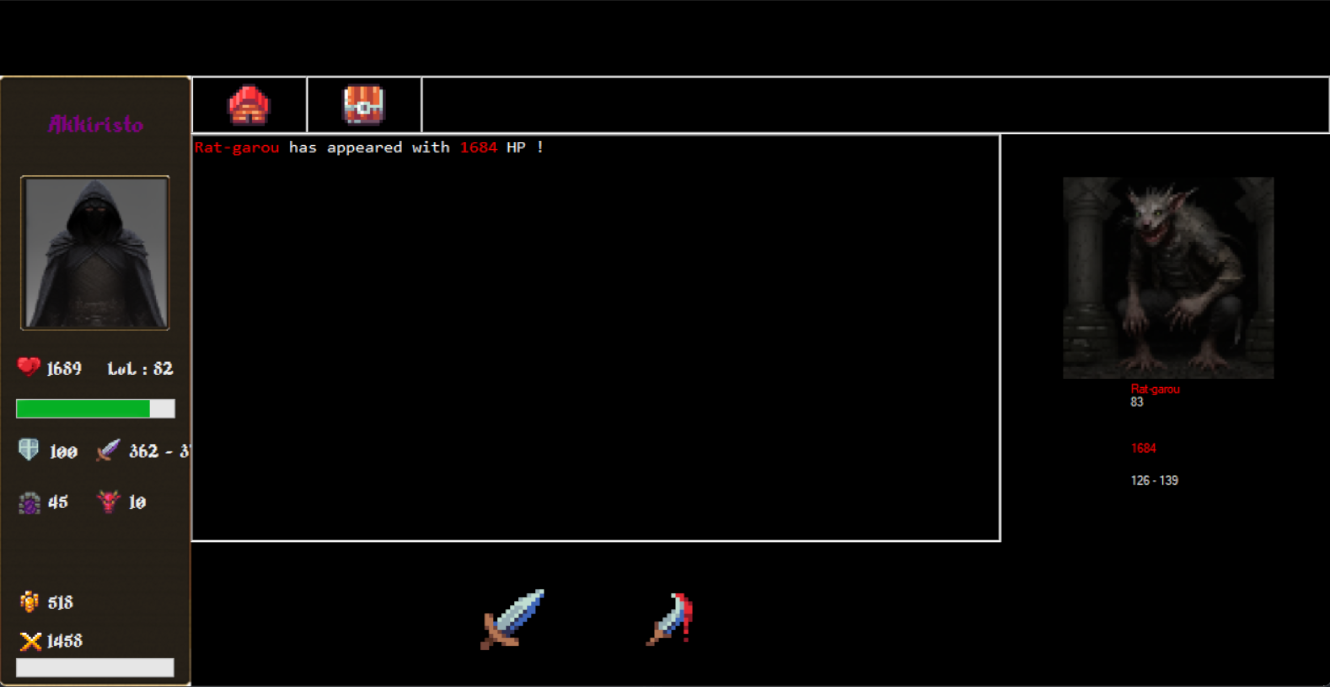 Akkiristo
Rat-garou has appeared with 1684 HP !
1689 LvL : 82
100 362 - 3
45 10
518
1458
Rat-garou
83
1684
126 - 139